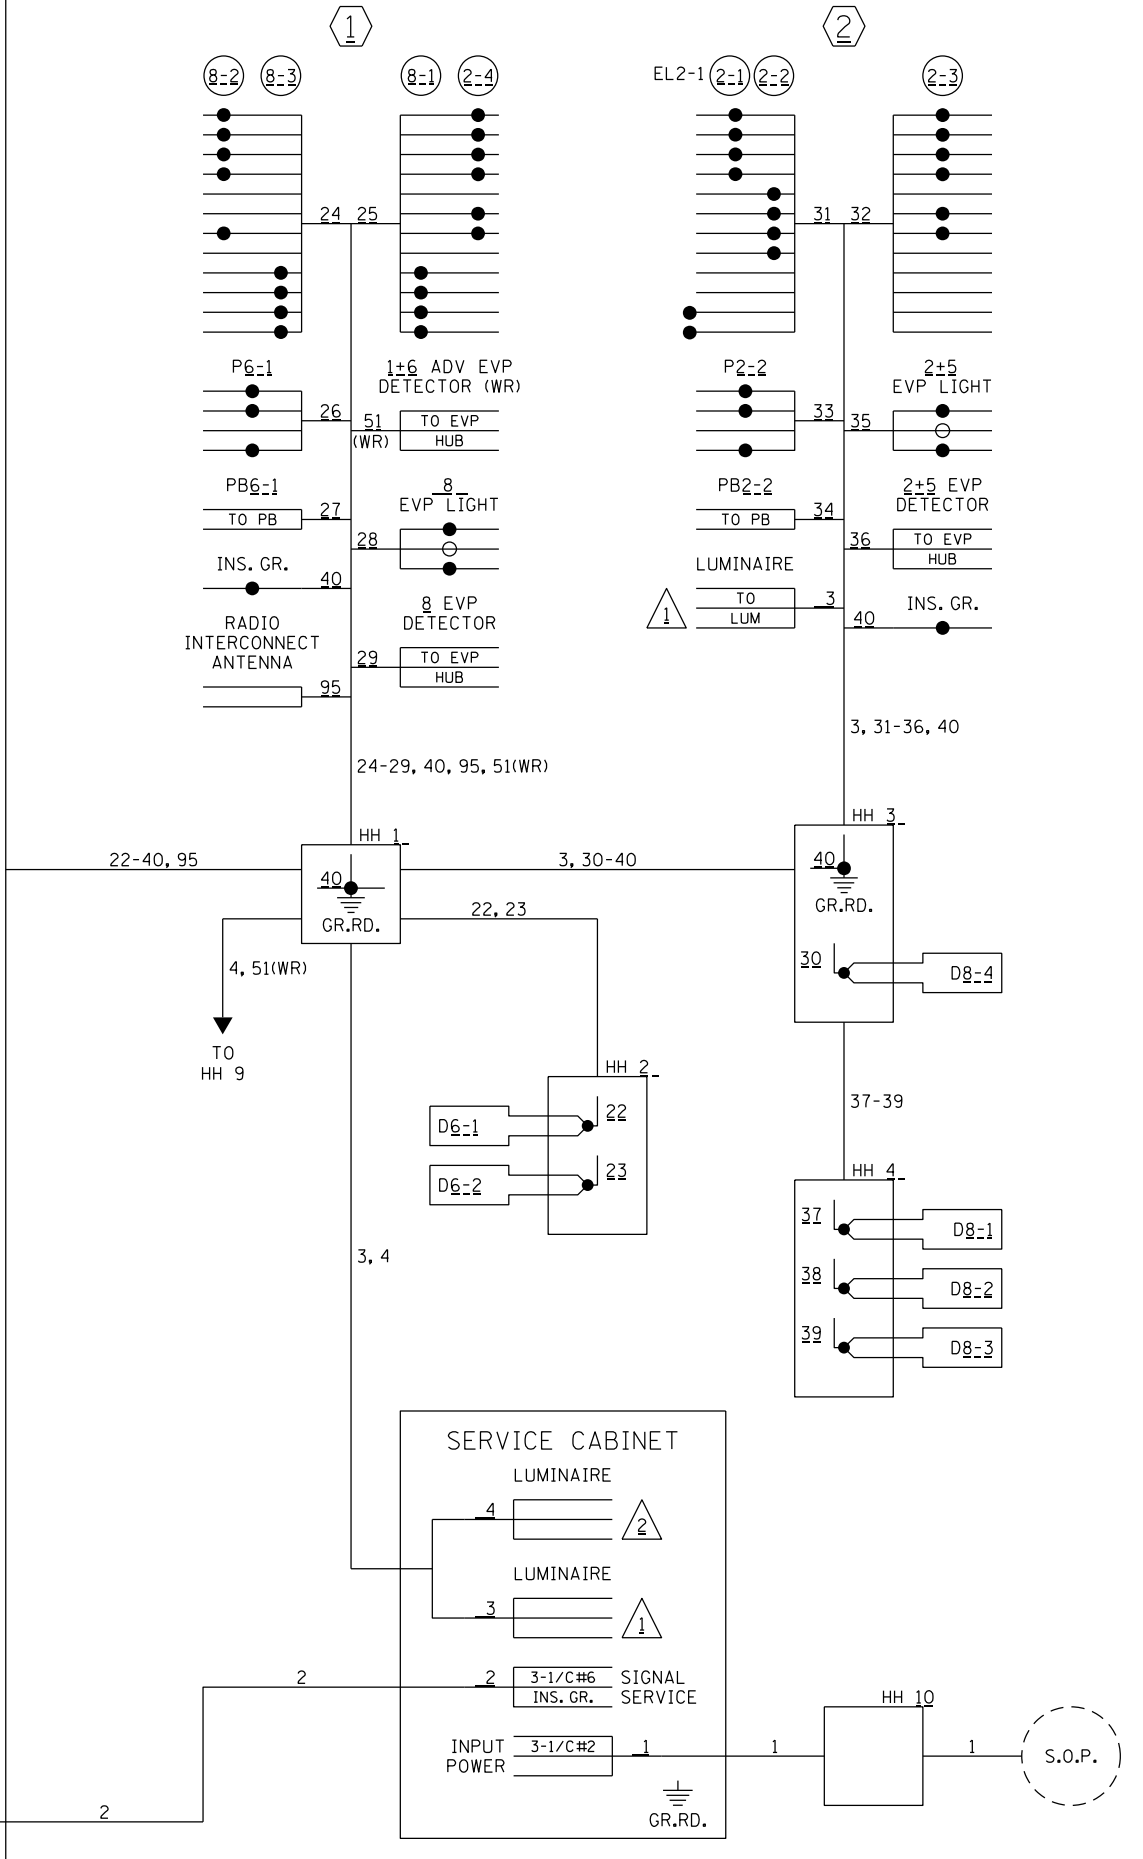 1
2
8-2 8-3 8-1 2-4
EL2-1 2-1 2-2 2-3
24 25
31 32
P6-1
26
1+6 ADV EVP
DETECTOR (WR)
51
(WR)
TO EVP
HUB
P2-2
33
2+5
EVP LIGHT
35
PB6-1
TO PB
27
8
EVP LIGHT
28
PB2-2
TO PB
34
2+5 EVP
DETECTOR
36
TO EVP
HUB
INS. GR.
40
8 EVP
DETECTOR
29
TO EVP
HUB
LUMINAIRE
1
TO
LUM
3
INS. GR.
40
RADIO
INTERCONNECT
ANTENNA
95
3, 31-36, 40
24-29, 40, 95, 51(WR)
HH 1
HH 3
22-40, 95
40
GR.RD.
3, 30-40
40
GR.RD.
22, 23
4, 51(WR)
30
D8-4
TO
HH 9
HH 2
D6-1
22
D6-2
23
37-39
HH 4
37
D8-1
38
D8-2
39
D8-3
3, 4
SERVICE CABINET
LUMINAIRE
4
2
LUMINAIRE
3
1
2
2
3-1/C#6
INS. GR.
SIGNAL
SERVICE
INPUT
POWER
3-1/C#2
1
1
HH 10
1
S.O.P.
GR.RD.
2